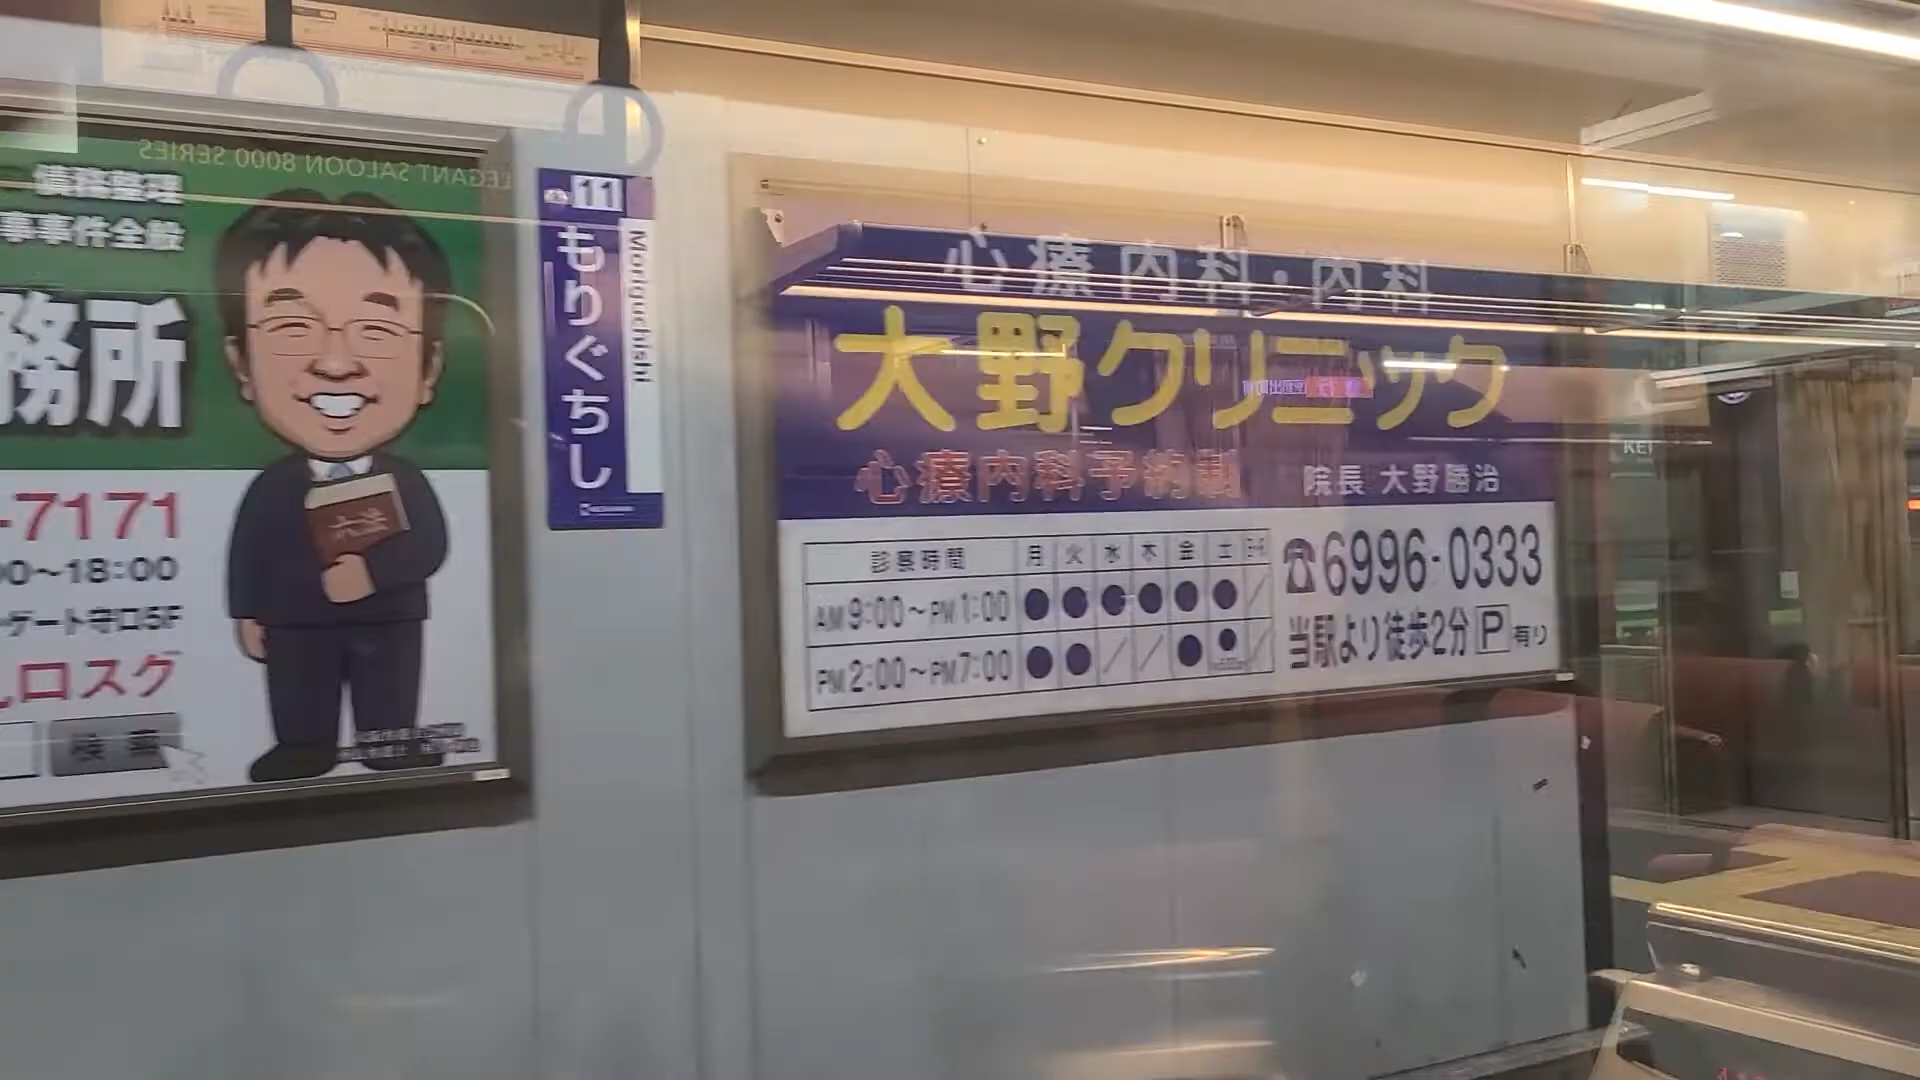 ELEGANT SALOON 8000 SERIES
債務整理
事事件全般
務所
-7171
00～18:00
ゲート守口5F
ロスク
検索
六法
11
もりぐちし
Moriguchishi
心療内科・内科
大野クリニック
心療内科予約制
院長 大野勝治
診察時間 月 火 水 木 金 土
AM 9:00～PM 1:00 ● ● ● ● ● ● ／
PM 2:00～PM 7:00 ● ● ／ ／ ● ● ／
☎6996-0333
当駅より徒歩2分 P 有り